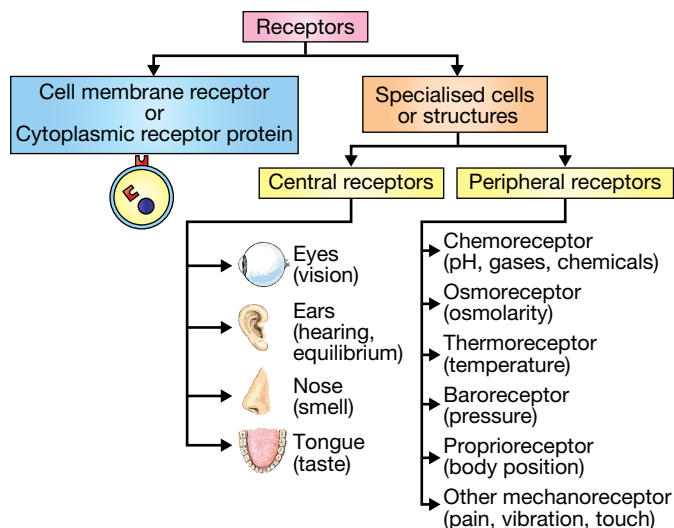 Receptors
Cell membrane receptor
or
Cytoplasmic receptor protein
Specialised cells
or structures
Central receptors
Peripheral receptors
Eyes
(vision)
Ears
(hearing,
equilibrium)
Nose
(smell)
Tongue
(taste)
Chemoreceptor
(pH, gases, chemicals)
Osmoreceptor
(osmolarity)
Thermoreceptor
(temperature)
Baroreceptor
(pressure)
Proprioreceptor
(body position)
Other mechanoreceptor
(pain, vibration, touch)